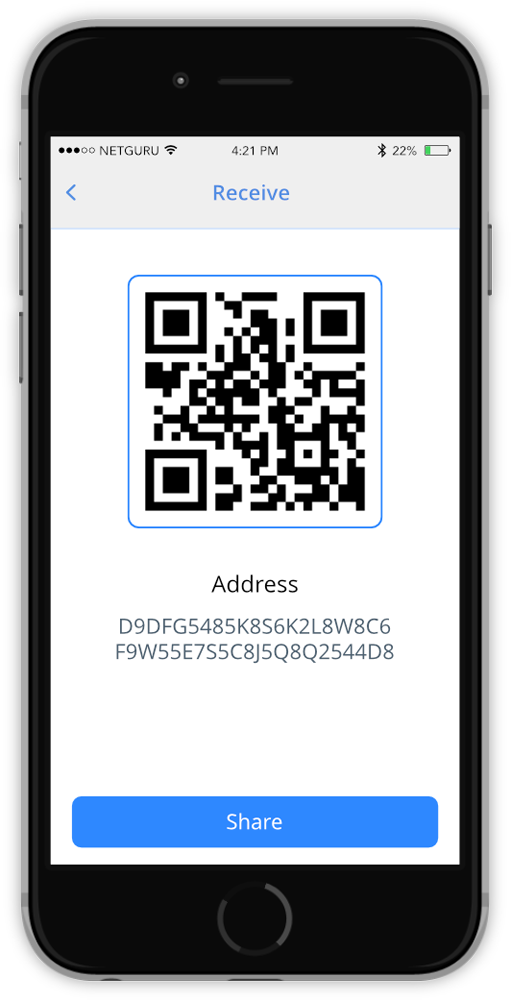 NETGURU 4:21 PM 22%
Receive
Address
D9DFG5485K8S6K2L8W8C6
F9W55E7S5C8J5Q8Q2544D8
Share